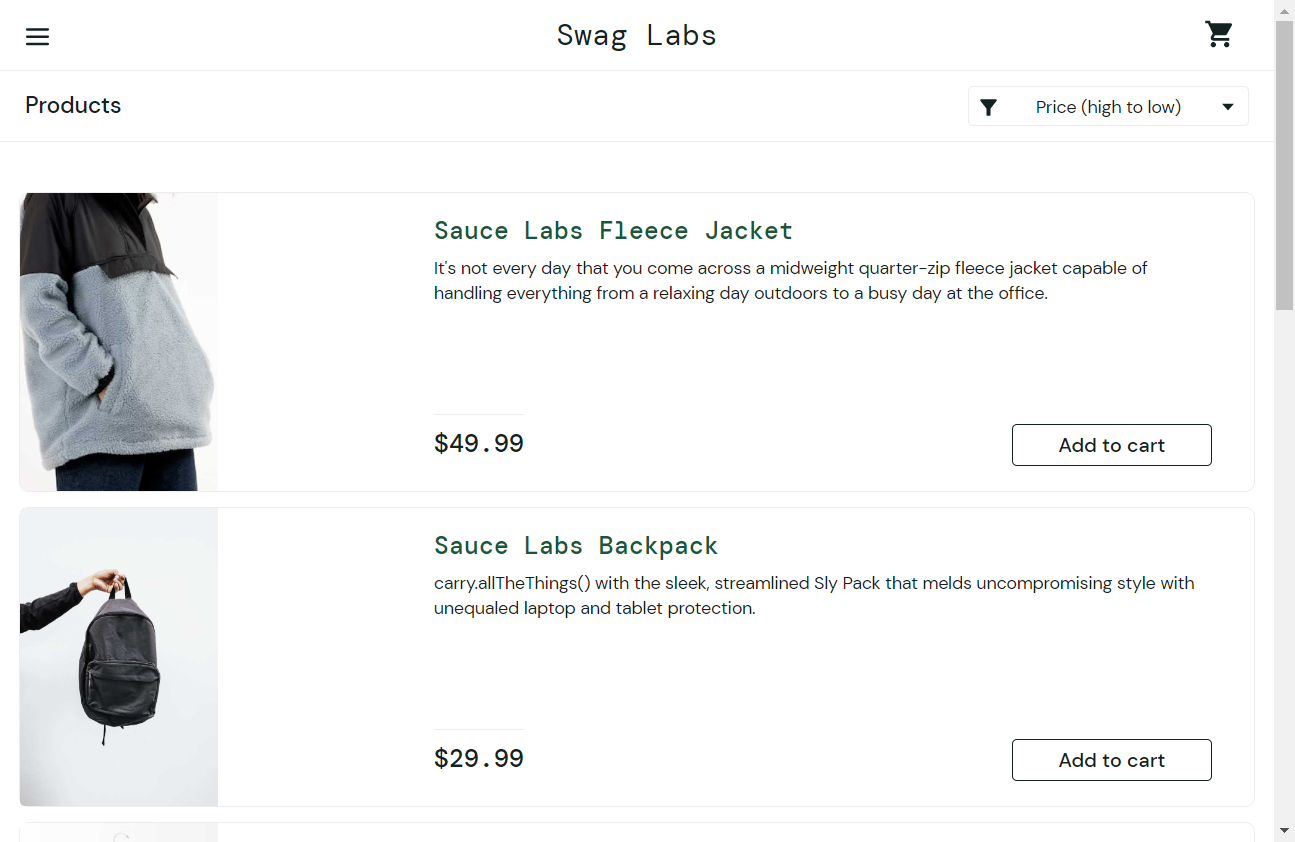 Swag Labs
Products
Price (high to low)
Sauce Labs Fleece Jacket
It's not every day that you come across a midweight quarter-zip fleece jacket capable of
handling everything from a relaxing day outdoors to a busy day at the office.
$49.99
Add to cart
Sauce Labs Backpack
carry.allTheThings() with the sleek, streamlined Sly Pack that melds uncompromising style with
unequaled laptop and tablet protection.
$29.99
Add to cart